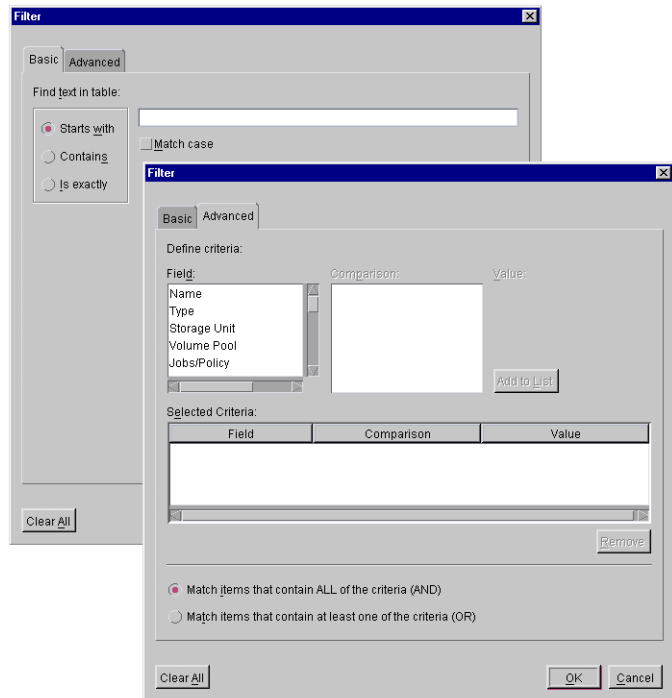 Filter
Basic Advanced
Find text in table:
Starts with
Contains
Is exactly
Match case
Clear All
Filter
Basic Advanced
Define criteria:
Field: Comparison: Value:
Name
Type
Storage Unit
Volume Pool
Jobs/Policy
Add to List
Selected Criteria:
Field Comparison Value
Remove
Match items that contain ALL of the criteria (AND)
Match items that contain at least one of the criteria (OR)
Clear All OK Cancel